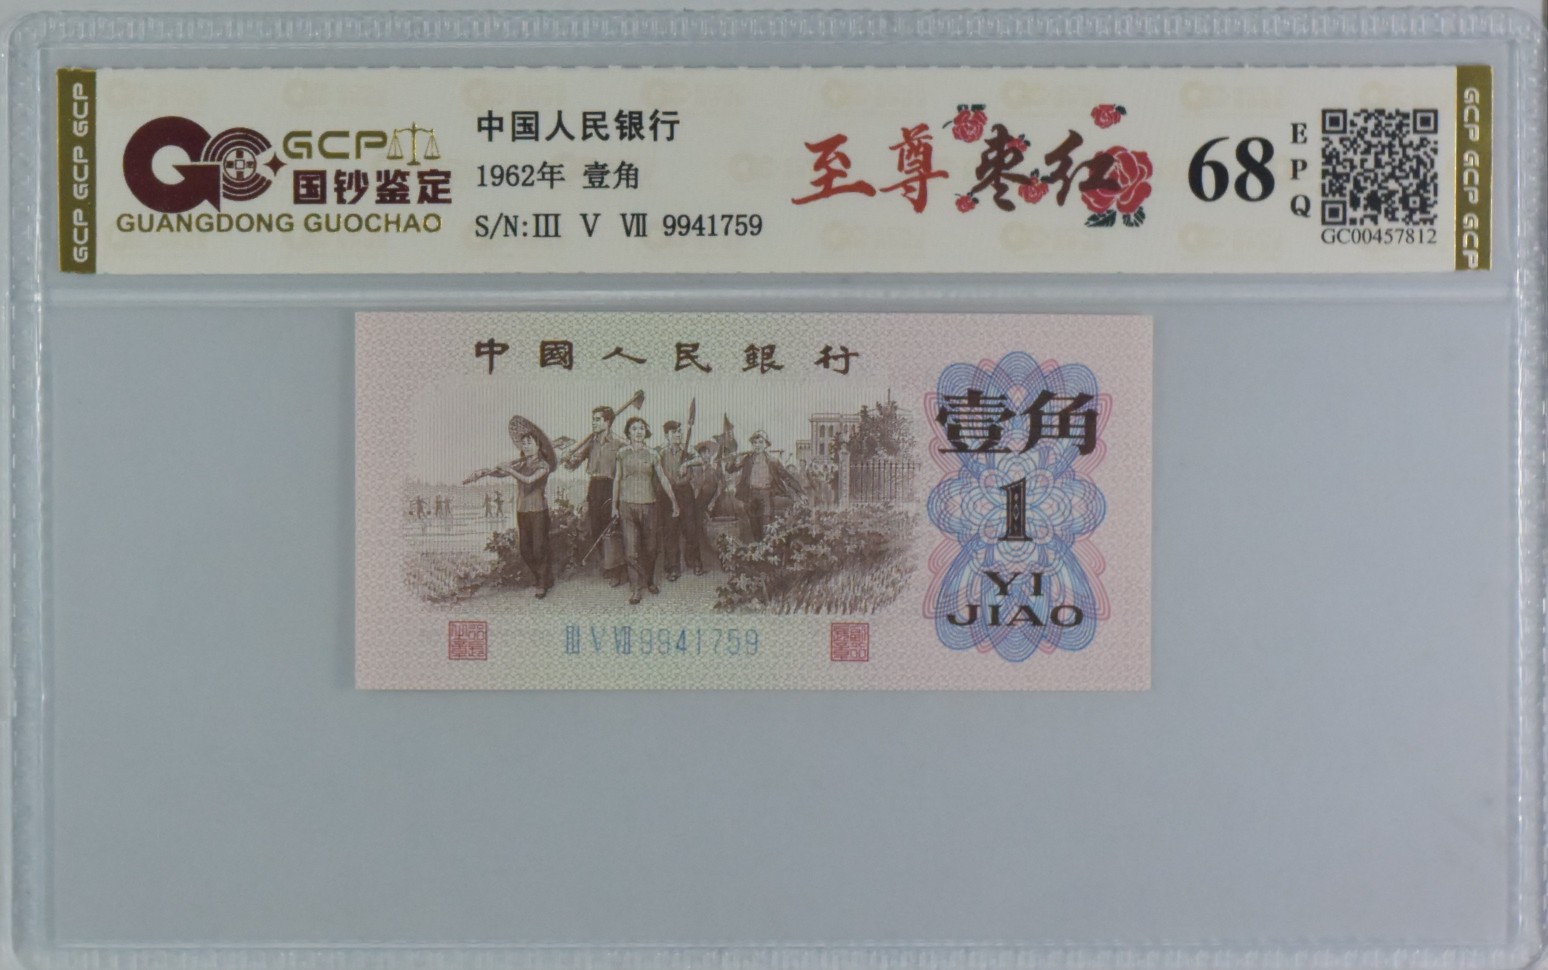 GCP GCP GCP
GCP
国钞鉴定
GUANGDONG GUOCHAO
中国人民银行
1962年 壹角
S/N:Ⅲ Ⅴ Ⅶ 9941759
至尊枣红
68
EPQ
GC00457812
GCP GCP GCP
中國人民銀行
壹角
1
YI
JIAO
Ⅲ Ⅴ Ⅶ 9941759